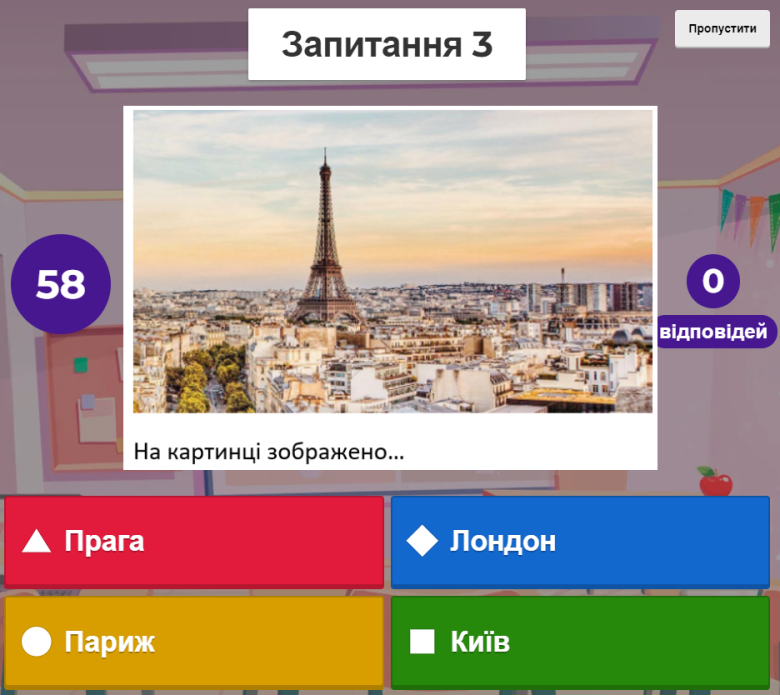 Запитання 3
Пропустити
58
0
відповідей
На картинці зображено...
Прага
Лондон
Париж
Київ